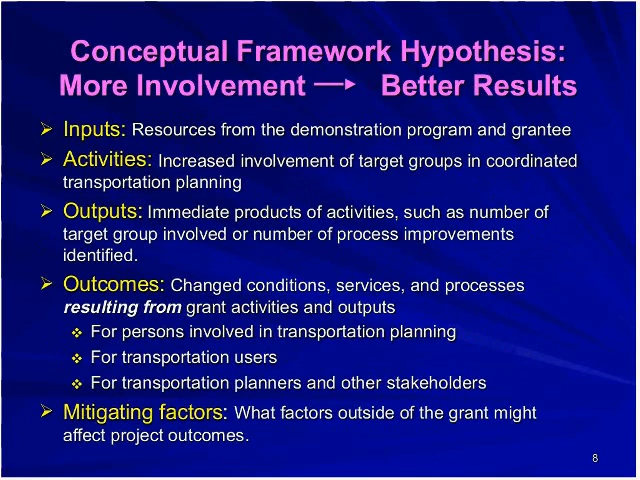 Conceptual Framework Hypothesis:
More Involvement → Better Results
Inputs: Resources from the demonstration program and grantee
Activities: Increased involvement of target groups in coordinated
transportation planning
Outputs: Immediate products of activities, such as number of
target group involved or number of process improvements
identified.
Outcomes: Changed conditions, services, and processes
resulting from grant activities and outputs
For persons involved in transportation planning
For transportation users
For transportation planners and other stakeholders
Mitigating factors: What factors outside of the grant might
affect project outcomes.
8